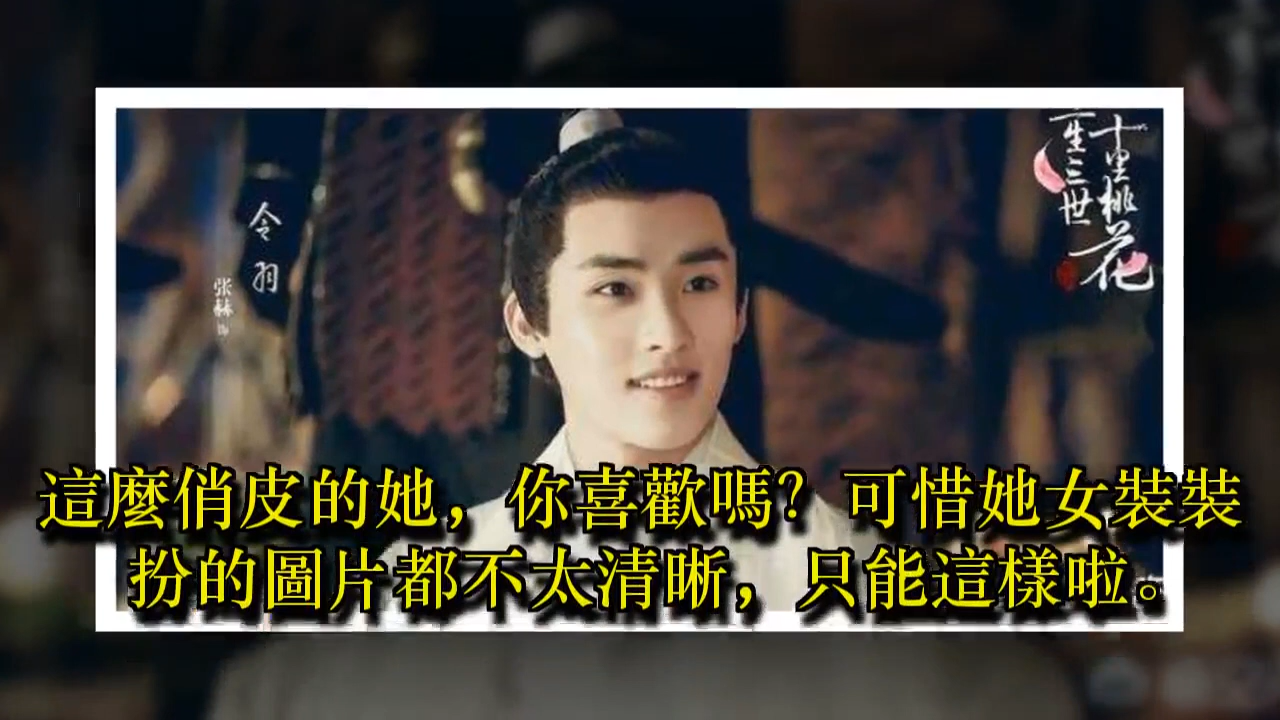 三生三世
十里桃花
令羽
张赫 饰
這麼俏皮的她，你喜歡嗎？可惜她女裝裝
扮的圖片都不太清晰，只能這樣啦。